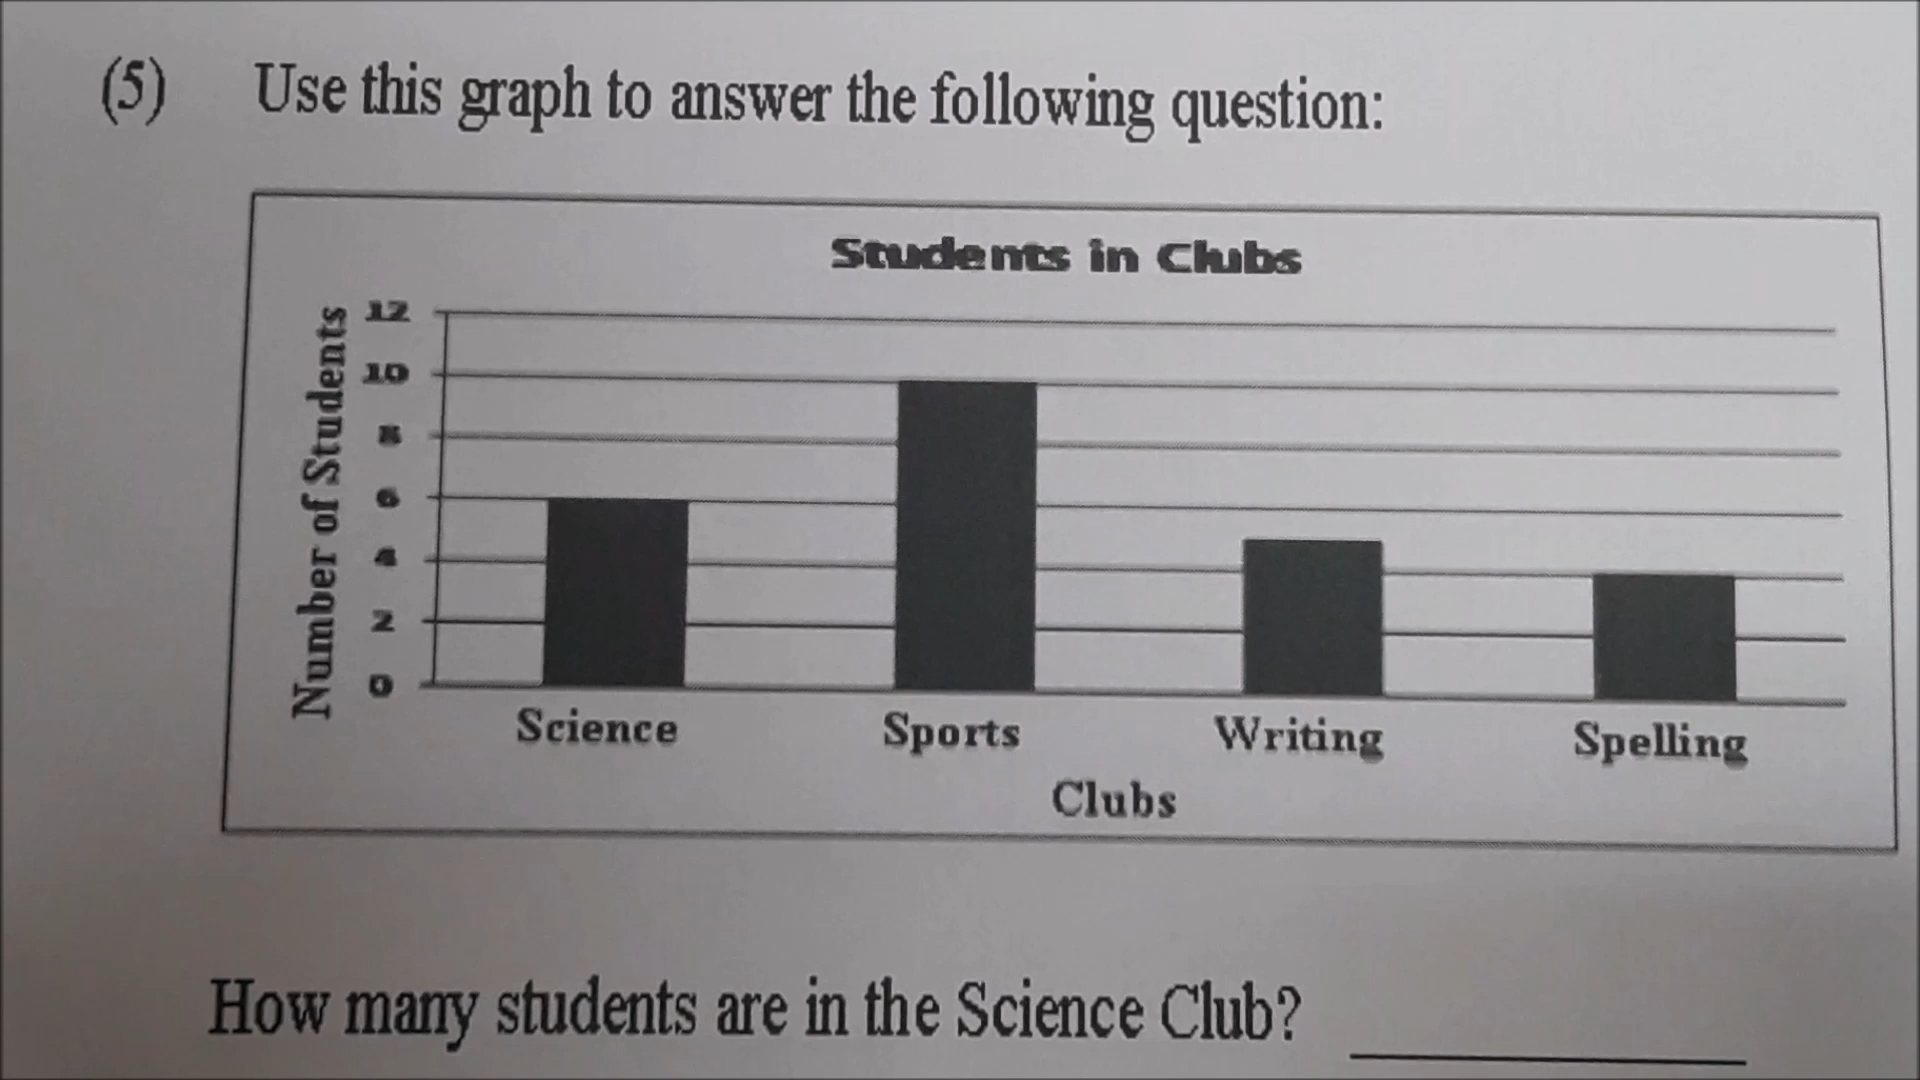 (5) Use this graph to answer the following question:
Students in Clubs
Number of Students
12
10
8
6
4
2
0
Science Sports Writing Spelling
Clubs
How many students are in the Science Club?